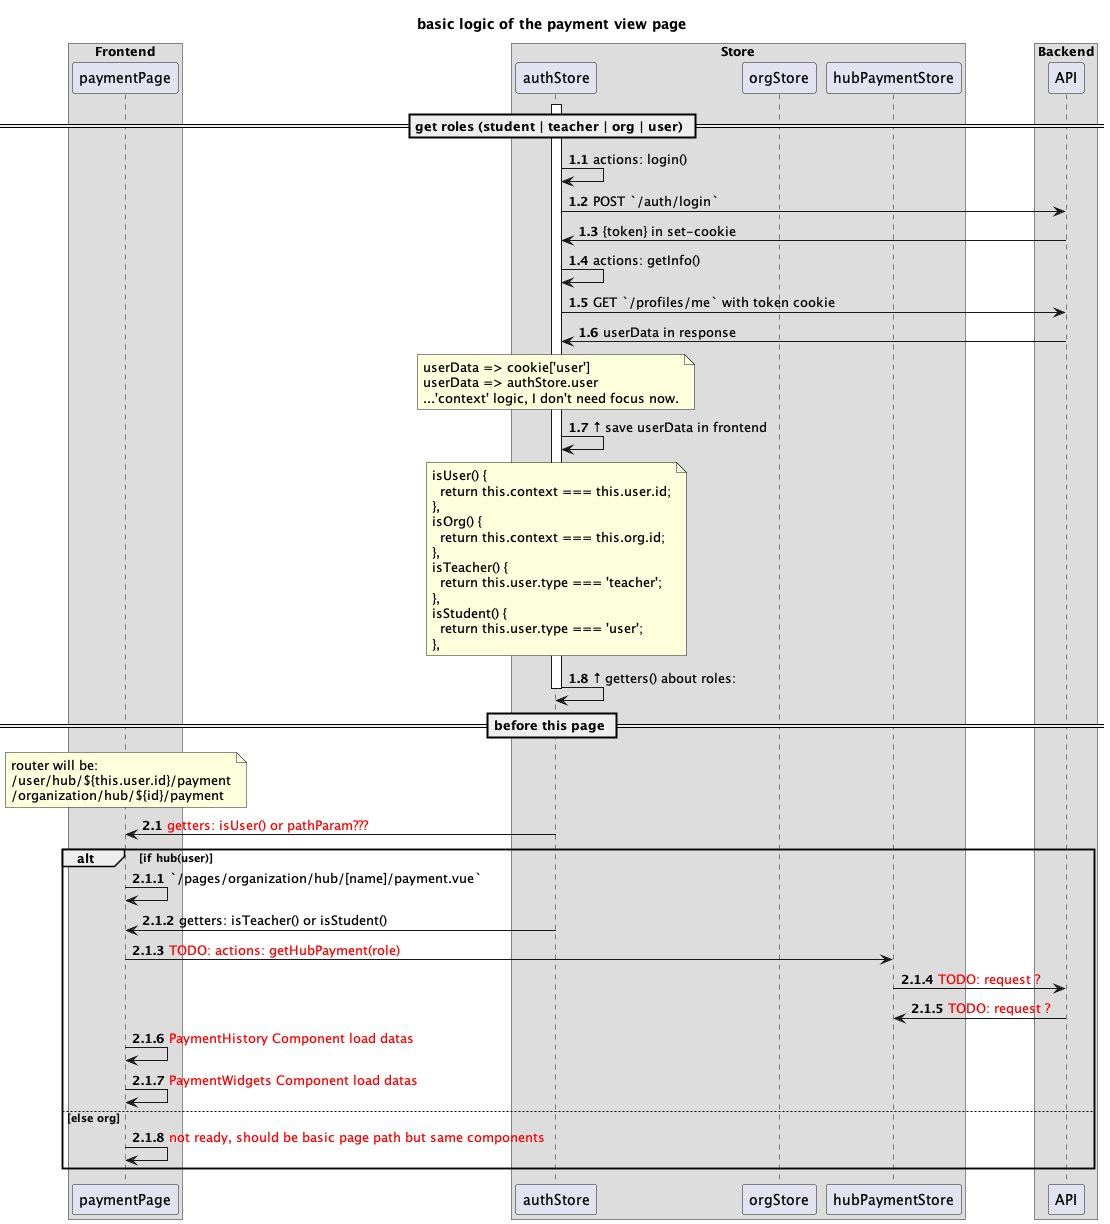 basic logic of the payment view page
Frontend
Store
Backend
paymentPage
authStore
orgStore
hubPaymentStore
API
get roles (student | teacher | org | user)
1.1 actions: login()
1.2 POST `/auth/login`
1.3 {token} in set-cookie
1.4 actions: getInfo()
1.5 GET `/profiles/me` with token cookie
1.6 userData in response
userData => cookie['user']
userData => authStore.user
...'context' logic, I don't need focus now.
1.7 ↑ save userData in frontend
isUser() {
return this.context === this.user.id;
},
isOrg() {
return this.context === this.org.id;
},
isTeacher() {
return this.user.type === 'teacher';
},
isStudent() {
return this.user.type === 'user';
},
1.8 ↑ getters() about roles:
before this page
router will be:
/user/hub/${this.user.id}/payment
/organization/hub/${id}/payment
2.1 getters: isUser() or pathParam???
alt [if hub(user)]
2.1.1 `/pages/organization/hub/[name]/payment.vue`
2.1.2 getters: isTeacher() or isStudent()
2.1.3 TODO: actions: getHubPayment(role)
2.1.4 TODO: request ?
2.1.5 TODO: request ?
2.1.6 PaymentHistory Component load datas
2.1.7 PaymentWidgets Component load datas
[else org]
2.1.8 not ready, should be basic page path but same components
paymentPage
authStore
orgStore
hubPaymentStore
API